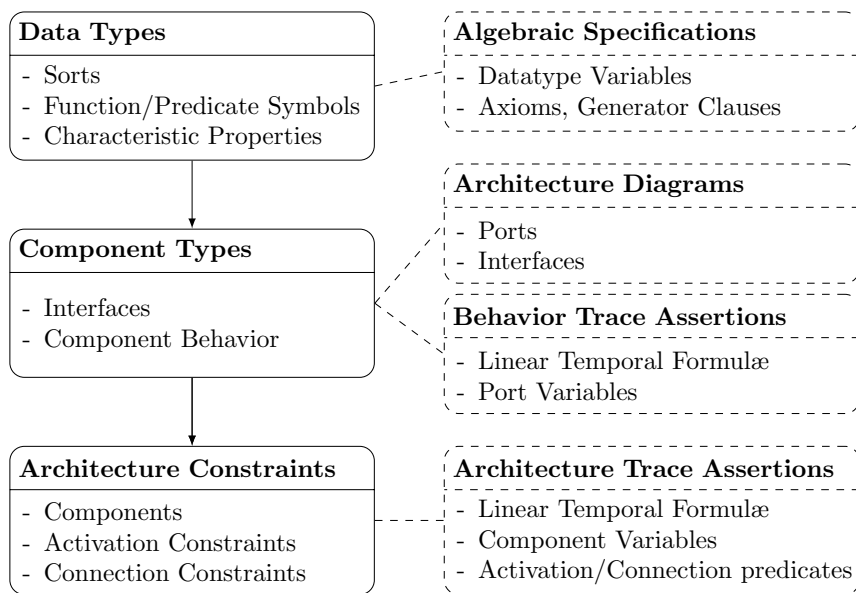 Data Types
- Sorts
- Function/Predicate Symbols
- Characteristic Properties
Algebraic Specifications
- Datatype Variables
- Axioms, Generator Clauses
Component Types
- Interfaces
- Component Behavior
Architecture Diagrams
- Ports
- Interfaces
Behavior Trace Assertions
- Linear Temporal Formulæ
- Port Variables
Architecture Constraints
- Components
- Activation Constraints
- Connection Constraints
Architecture Trace Assertions
- Linear Temporal Formulæ
- Component Variables
- Activation/Connection predicates